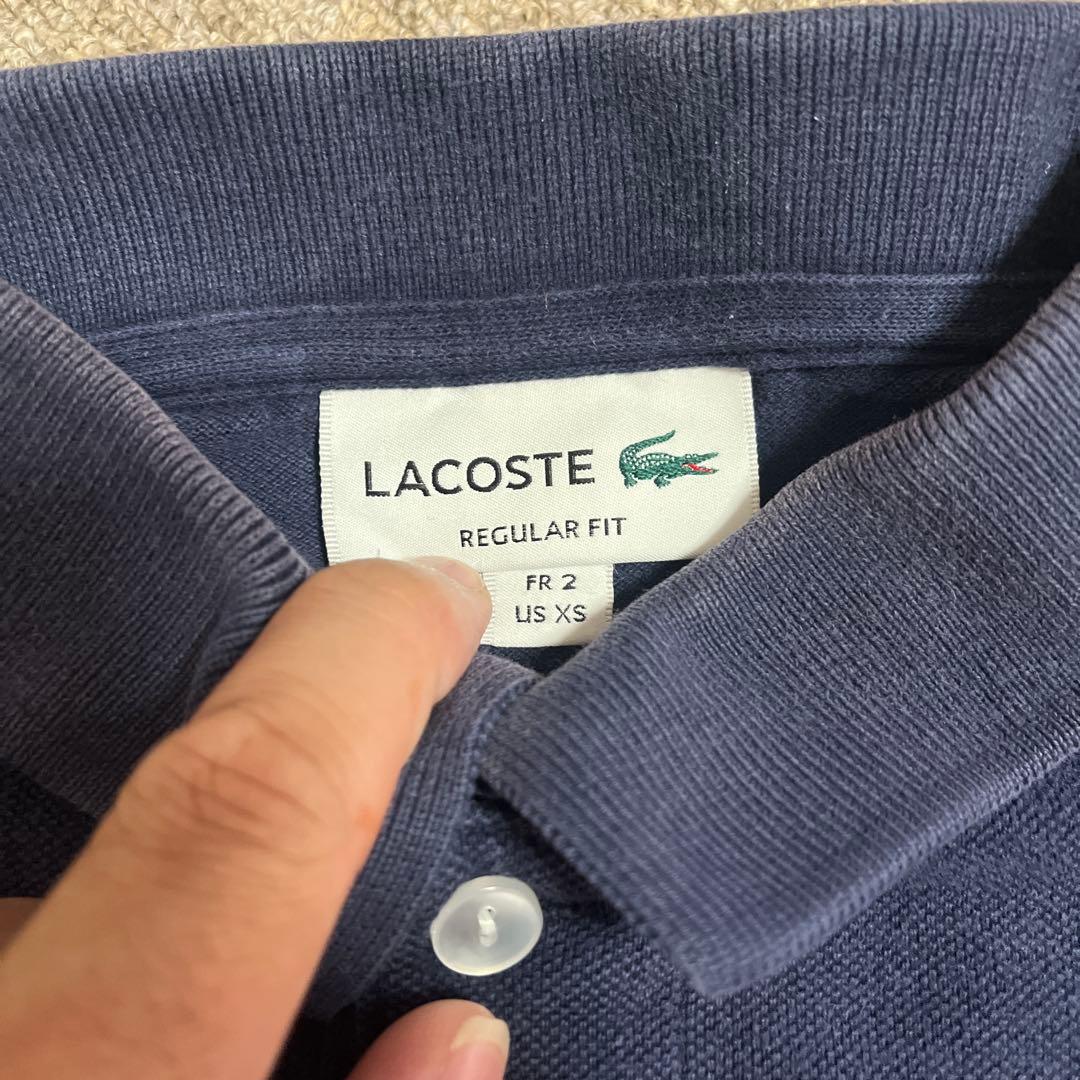 LACOSTE
REGULAR FIT
FR 2
US XS